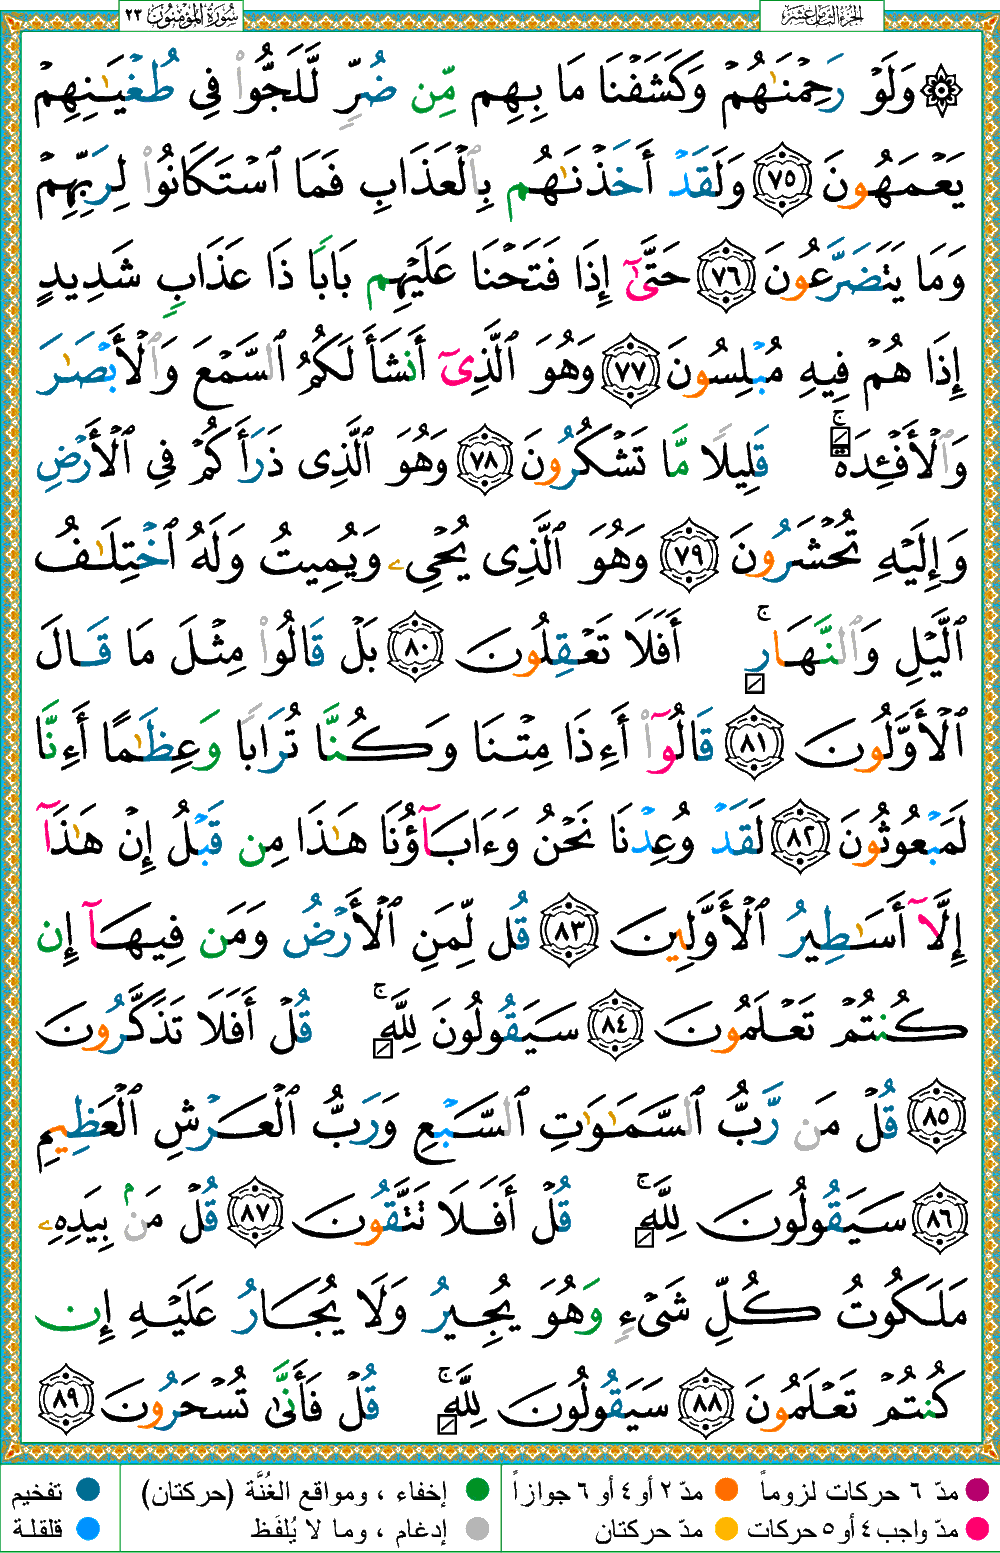 الجزء الثامن عشر
سورة المؤمنون ٢٣
۞ وَلَوْ رَحِمْنَٰهُمْ وَكَشَفْنَا مَا بِهِم مِّن ضُرٍّ لَّلَجُّوا۟ فِى طُغْيَٰنِهِمْ
يَعْمَهُونَ ٧٥ وَلَقَدْ أَخَذْنَٰهُم بِٱلْعَذَابِ فَمَا ٱسْتَكَانُوا۟ لِرَبِّهِمْ
وَمَا يَتَضَرَّعُونَ ٧٦ حَتَّىٰٓ إِذَا فَتَحْنَا عَلَيْهِم بَابًا ذَا عَذَابٍ شَدِيدٍ
إِذَا هُمْ فِيهِ مُبْلِسُونَ ٧٧ وَهُوَ ٱلَّذِىٓ أَنشَأَ لَكُمُ ٱلسَّمْعَ وَٱلْأَبْصَٰرَ
وَٱلْأَفْـِٔدَةَ ۚ قَلِيلًا مَّا تَشْكُرُونَ ٧٨ وَهُوَ ٱلَّذِى ذَرَأَكُمْ فِى ٱلْأَرْضِ
وَإِلَيْهِ تُحْشَرُونَ ٧٩ وَهُوَ ٱلَّذِى يُحْىِۦ وَيُمِيتُ وَلَهُ ٱخْتِلَٰفُ
ٱلَّيْلِ وَٱلنَّهَارِ ۚ أَفَلَا تَعْقِلُونَ ٨٠ بَلْ قَالُوا۟ مِثْلَ مَا قَالَ
ٱلْأَوَّلُونَ ٨١ قَالُوٓا۟ أَءِذَا مِتْنَا وَكُنَّا تُرَابًا وَعِظَٰمًا أَءِنَّا
لَمَبْعُوثُونَ ٨٢ لَقَدْ وُعِدْنَا نَحْنُ وَءَابَآؤُنَا هَٰذَا مِن قَبْلُ إِنْ هَٰذَآ
إِلَّآ أَسَٰطِيرُ ٱلْأَوَّلِينَ ٨٣ قُل لِّمَنِ ٱلْأَرْضُ وَمَن فِيهَآ إِن
كُنتُمْ تَعْلَمُونَ ٨٤ سَيَقُولُونَ لِلَّهِ ۚ قُلْ أَفَلَا تَذَكَّرُونَ
٨٥ قُلْ مَن رَّبُّ ٱلسَّمَٰوَٰتِ ٱلسَّبْعِ وَرَبُّ ٱلْعَرْشِ ٱلْعَظِيمِ
٨٦ سَيَقُولُونَ لِلَّهِ ۚ قُلْ أَفَلَا تَتَّقُونَ ٨٧ قُلْ مَنۢ بِيَدِهِۦ
مَلَكُوتُ كُلِّ شَىْءٍ وَهُوَ يُجِيرُ وَلَا يُجَارُ عَلَيْهِ إِن
كُنتُمْ تَعْلَمُونَ ٨٨ سَيَقُولُونَ لِلَّهِ ۚ قُلْ فَأَنَّىٰ تُسْحَرُونَ ٨٩
مدّ ٦ حركات لزوماً مدّ ٢ أو ٤ أو ٦ جوازاً إخفاء ، ومواقع الغُنَّة (حركتان) تفخيم
مدّ واجب ٤ أو ٥ حركات مدّ حركتان إدغام ، وما لا يُلفَظ قلقلة